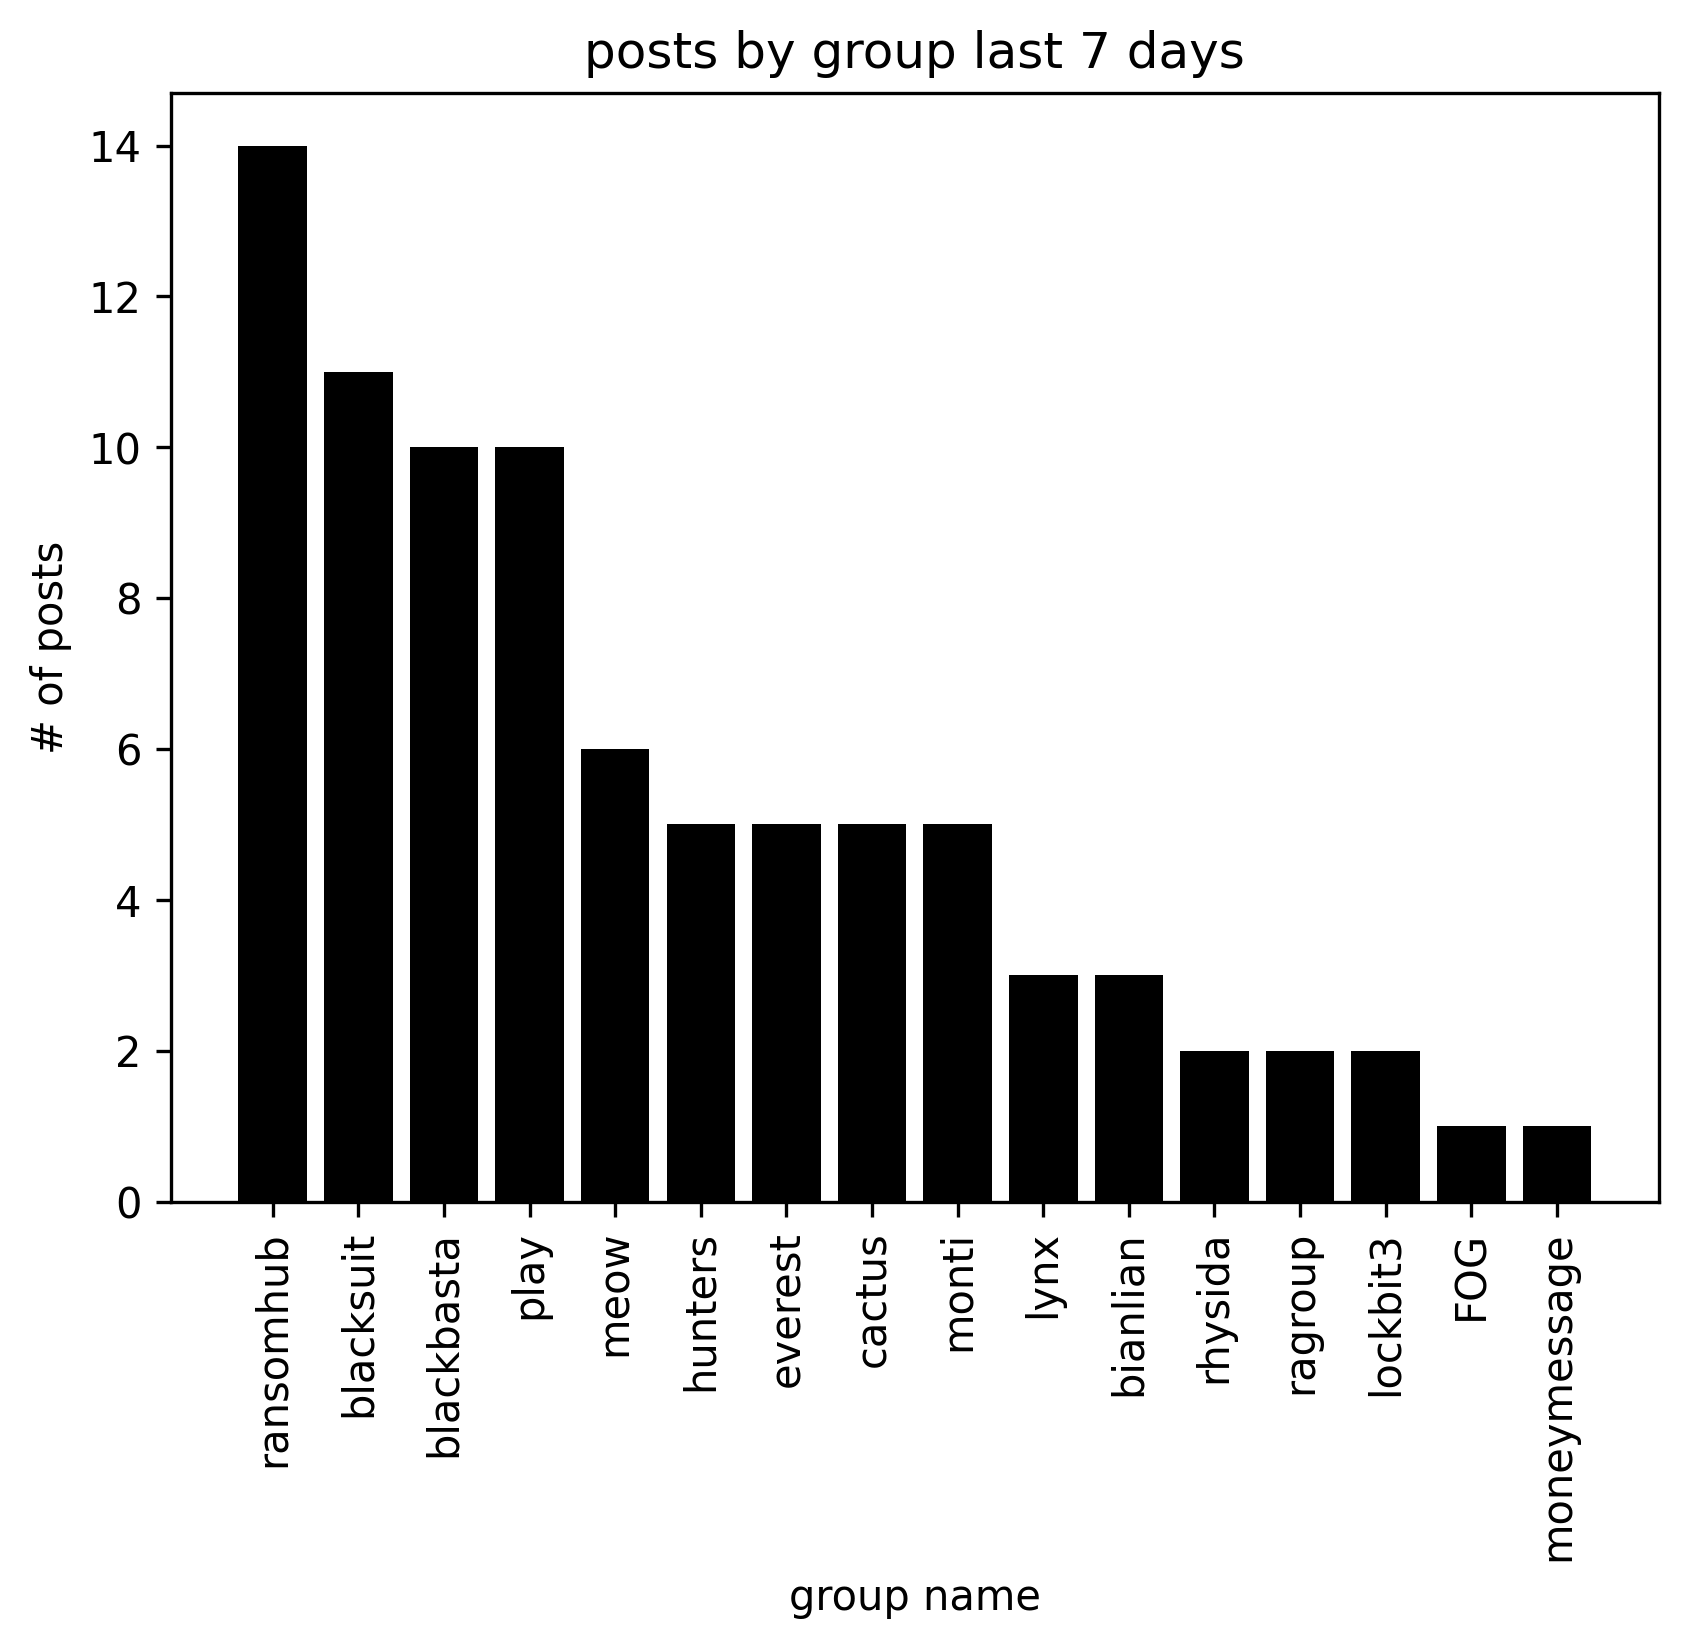 posts by group last 7 days
# of posts
14
12
10
8
6
4
2
0
ransomhub
blacksuit
blackbasta
play
meow
hunters
everest
cactus
monti
lynx
bianlian
rhysida
ragroup
lockbit3
FOG
moneymessage
group name